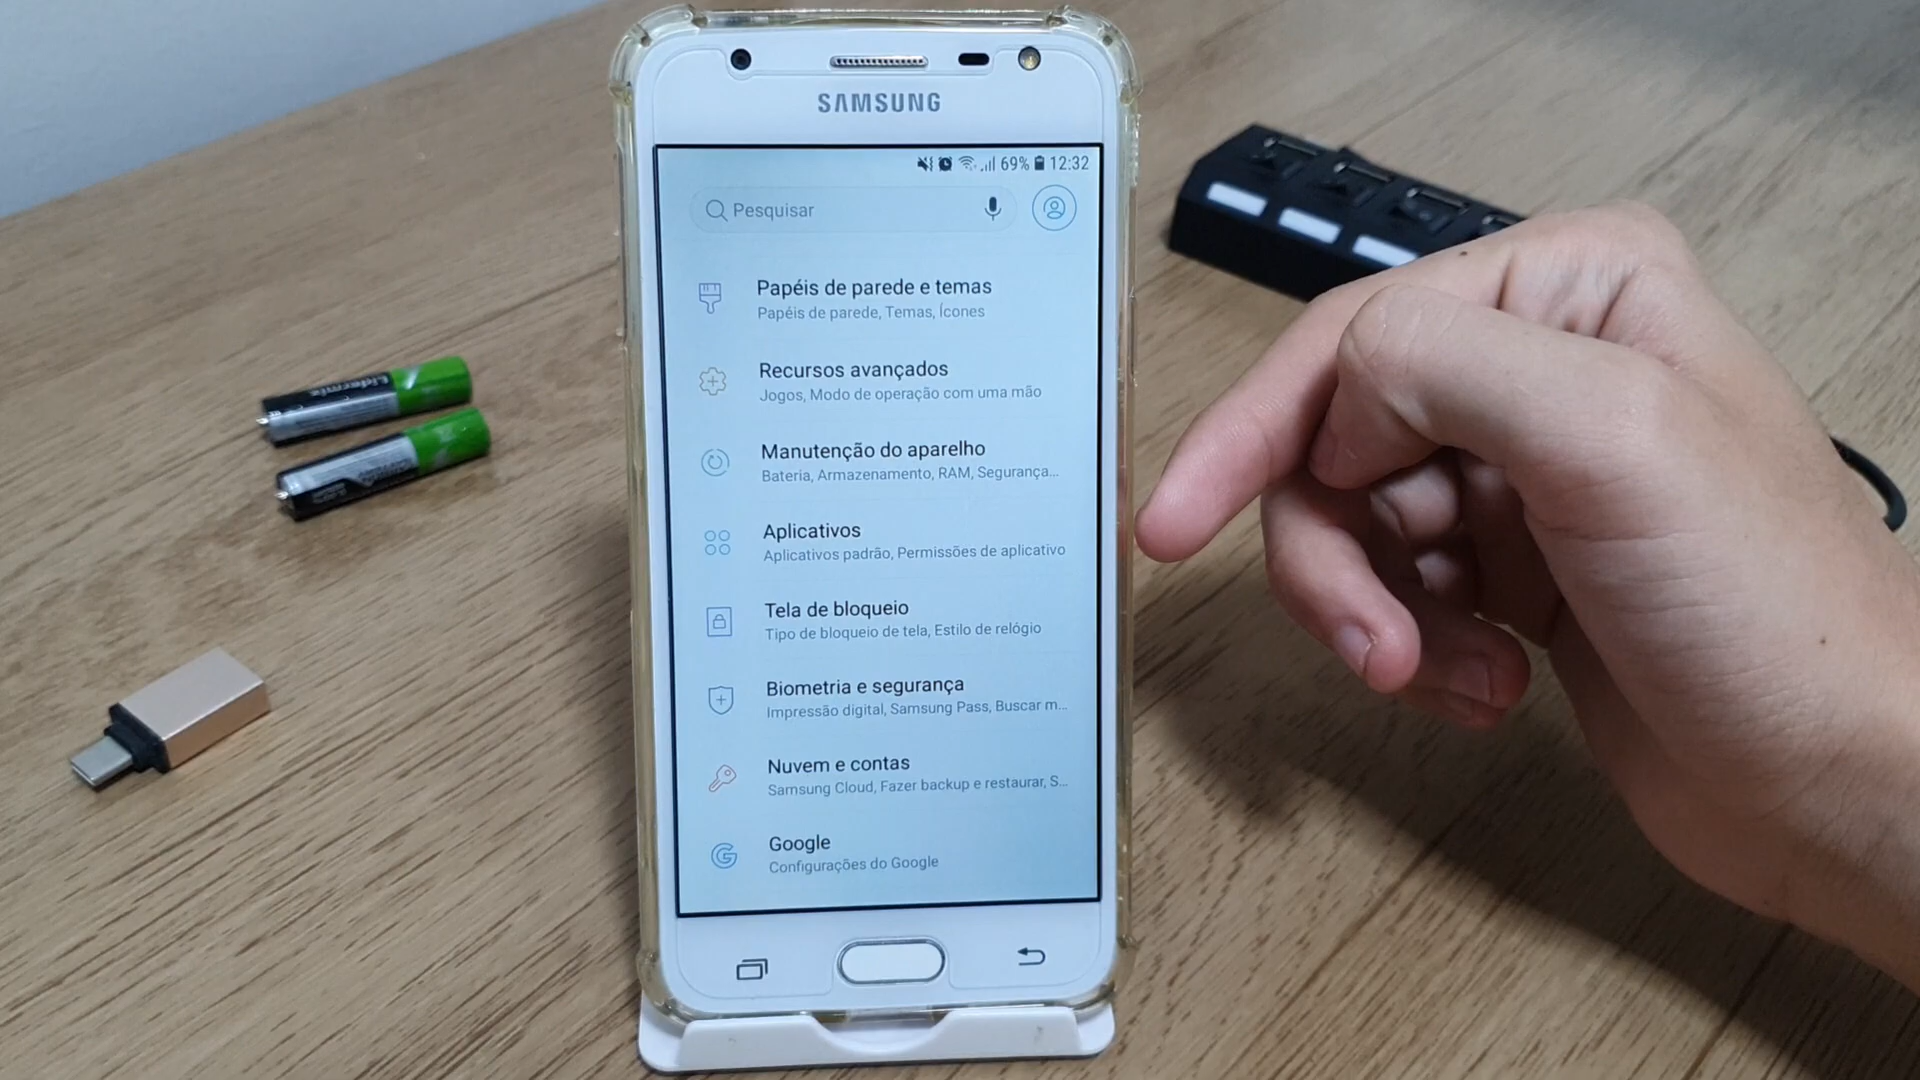 SAMSUNG
69% 12:32
Pesquisar
Papéis de parede e temas
Papéis de parede, Temas, Ícones
Recursos avançados
Jogos, Modo de operação com uma mão
Manutenção do aparelho
Bateria, Armazenamento, RAM, Segurança...
Aplicativos
Aplicativos padrão, Permissões de aplicativo
Tela de bloqueio
Tipo de bloqueio de tela, Estilo de relógio
Biometria e segurança
Impressão digital, Samsung Pass, Buscar m...
Nuvem e contas
Samsung Cloud, Fazer backup e restaurar, S...
Google
Configurações do Google